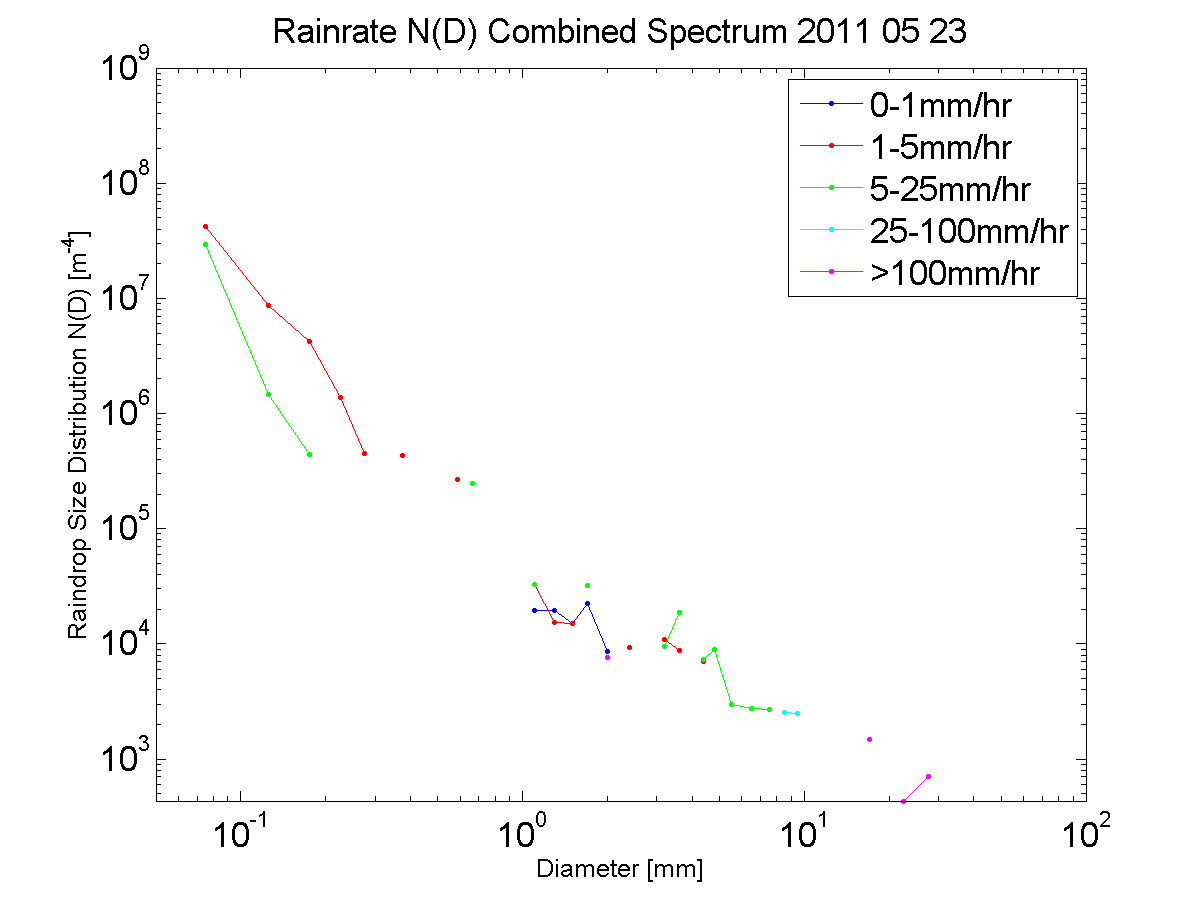 Rainrate N(D) Combined Spectrum 2011 05 23
10^9
10^8
10^7
10^6
10^5
10^4
10^3
Raindrop Size Distribution N(D) [m^-4]
0-1mm/hr
1-5mm/hr
5-25mm/hr
25-100mm/hr
>100mm/hr
10^-1
10^0
10^1
10^2
Diameter [mm]